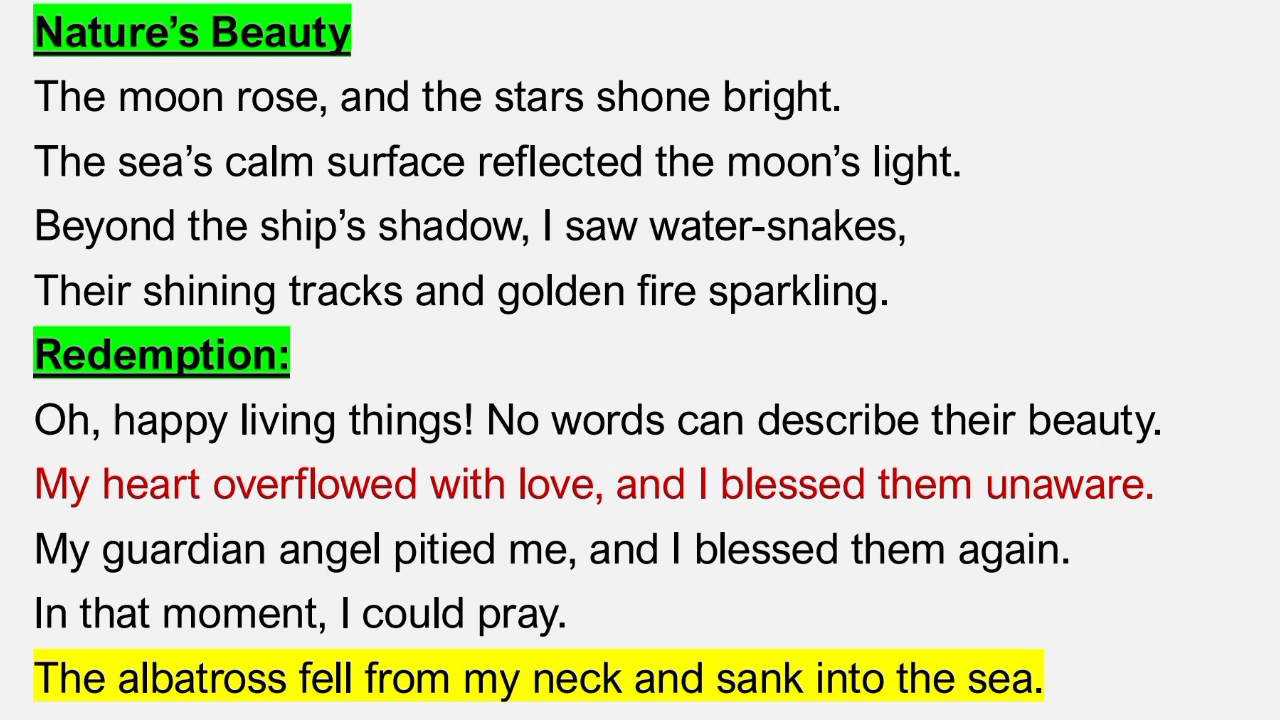 Nature’s Beauty
The moon rose, and the stars shone bright.
The sea’s calm surface reflected the moon’s light.
Beyond the ship’s shadow, I saw water-snakes,
Their shining tracks and golden fire sparkling.
Redemption:
Oh, happy living things! No words can describe their beauty.
My heart overflowed with love, and I blessed them unaware.
My guardian angel pitied me, and I blessed them again.
In that moment, I could pray.
The albatross fell from my neck and sank into the sea.